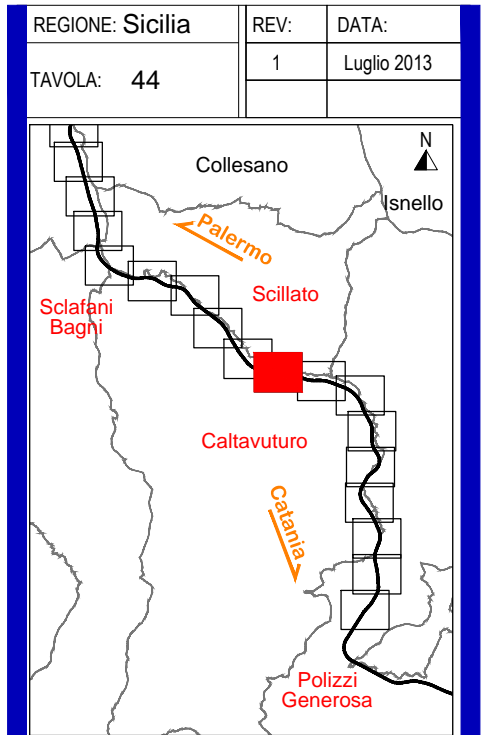 REGIONE: Sicilia
REV:
DATA:
1
Luglio 2013
TAVOLA: 44
N
Collesano
Isnello
Palermo
Scillato
Sclafani
Bagni
Caltavuturo
Catania
Polizzi
Generosa